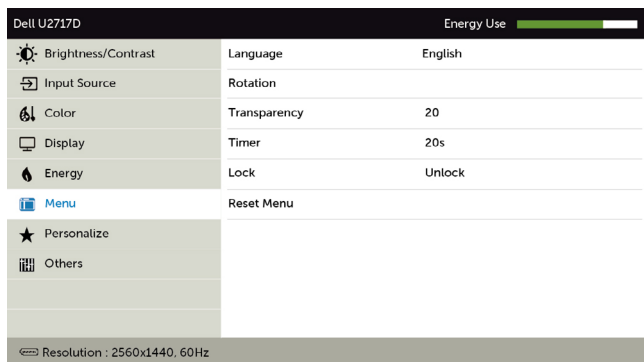 Dell U2717D Energy Use
Brightness/Contrast Language English
Input Source Rotation
Color Transparency 20
Display Timer 20s
Energy Lock Unlock
Menu Reset Menu
Personalize
Others
Resolution : 2560x1440, 60Hz